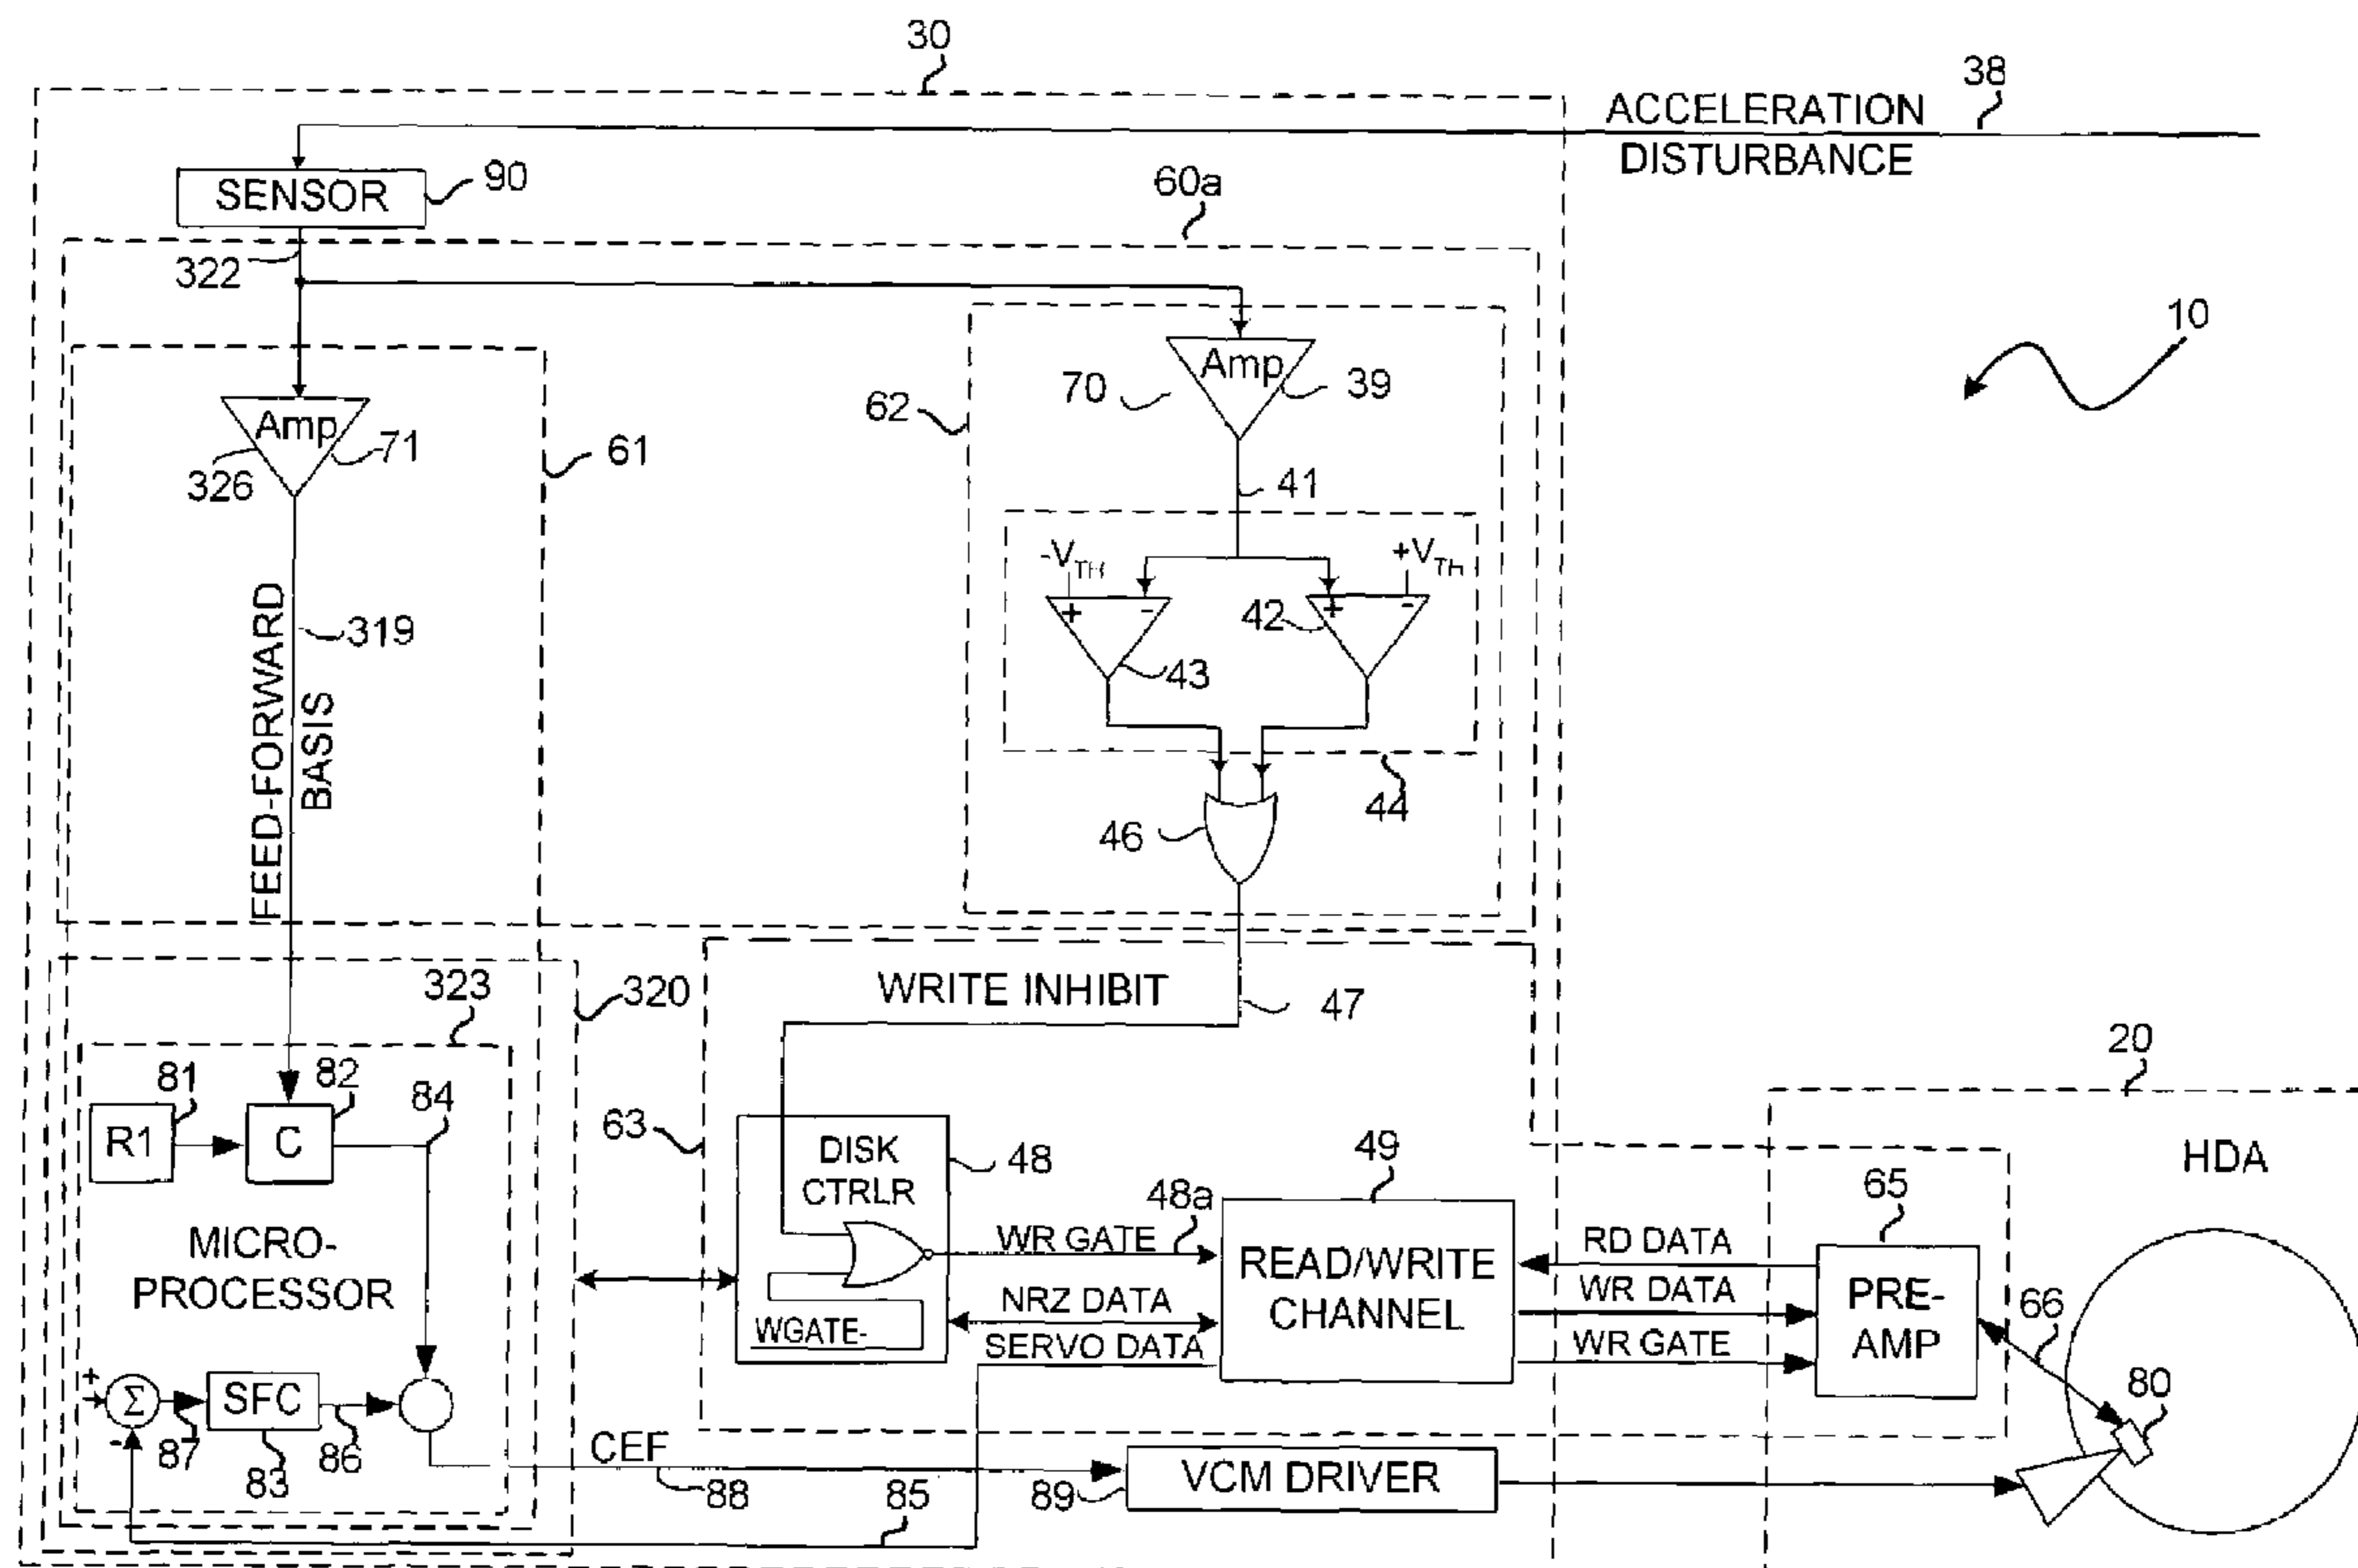 30
38
ACCELERATION
DISTURBANCE
SENSOR
90
60a
322
10
Amp
39
70
62
Amp
71
326
61
41
-VTH
+VTH
+
-
+
-
42
43
319
FEED-FORWARD
BASIS
44
46
WRITE INHIBIT
47
323
320
20
81
82
84
R1
C
63
DISK
CTRLR
48
49
HDA
65
48a
MICRO-
PROCESSOR
WR GATE
READ/WRITE
CHANNEL
RD DATA
WR DATA
WR GATE
PRE-
AMP
66
NRZ DATA
SERVO DATA
WGATE-
80
+
Σ
-
87
SFC
83
86
CEF
88
85
89
VCM DRIVER